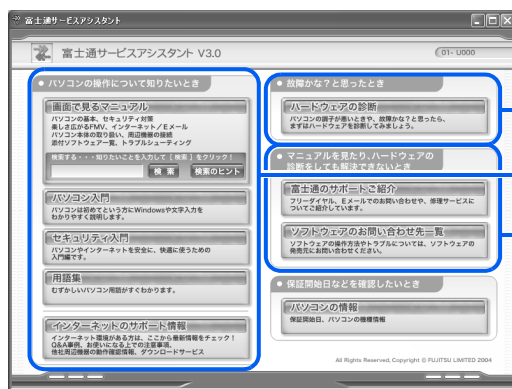 富士通サービスアシスタント
富士通サービスアシスタント V3.0
01- U000
● パソコンの操作について知りたいとき
画面で見るマニュアル
パソコンの基本、セキュリティ対策
楽しさ広がるFMV、インターネット／Eメール
パソコン本体の取り扱い、周辺機器の接続
添付ソフトウェア一覧、トラブルシューティング
検索する・・・知りたいことを入力して [ 検索 ] をクリック！
検 索
検索のヒント
パソコン入門
パソコンは初めてという方にWindowsや文字入力を
わかりやすく説明します。
セキュリティ入門
パソコンやインターネットを安全に、快適に使うための
入門編です。
用語集
むずかしいパソコン用語がすぐわかります。
インターネットのサポート情報
インターネット環境がある方は、ここから最新情報をチェック！
Q&A事例、お使いになる上での注意事項、
他社周辺機器の動作確認情報、ダウンロードサービス
● 故障かな？と思ったとき
ハードウェアの診断
パソコンの調子が悪いときや、故障かな？と思ったら、
まずはハードウェアを診断してみましょう。
● マニュアルを見たり、ハードウェアの
診断をしても解決できないとき
富士通のサポートご紹介
フリーダイヤル、Eメールでのお問い合わせや、修理サービスに
ついてご紹介しています。
ソフトウェアのお問い合わせ先一覧
ソフトウェアの操作方法やトラブルについては、ソフトウェアの
発売元にお問い合わせください。
● 保証開始日などを確認したいとき
パソコンの情報
保証開始日、パソコンの機種情報
All Rights Reserved, Copyright © FUJITSU LIMITED 2004